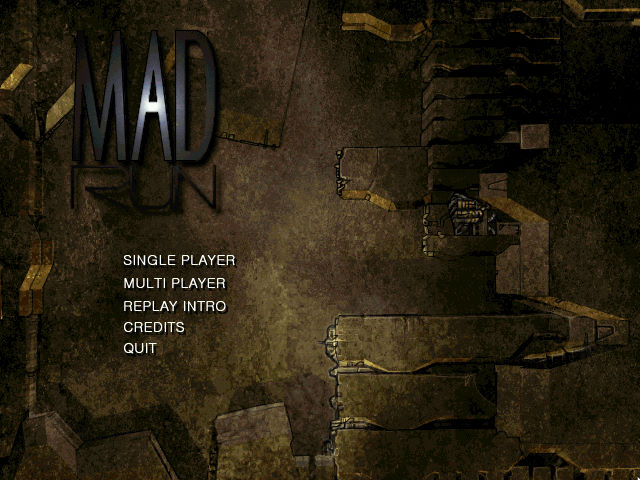 MAD
RUN
SINGLE PLAYER
MULTI PLAYER
REPLAY INTRO
CREDITS
QUIT